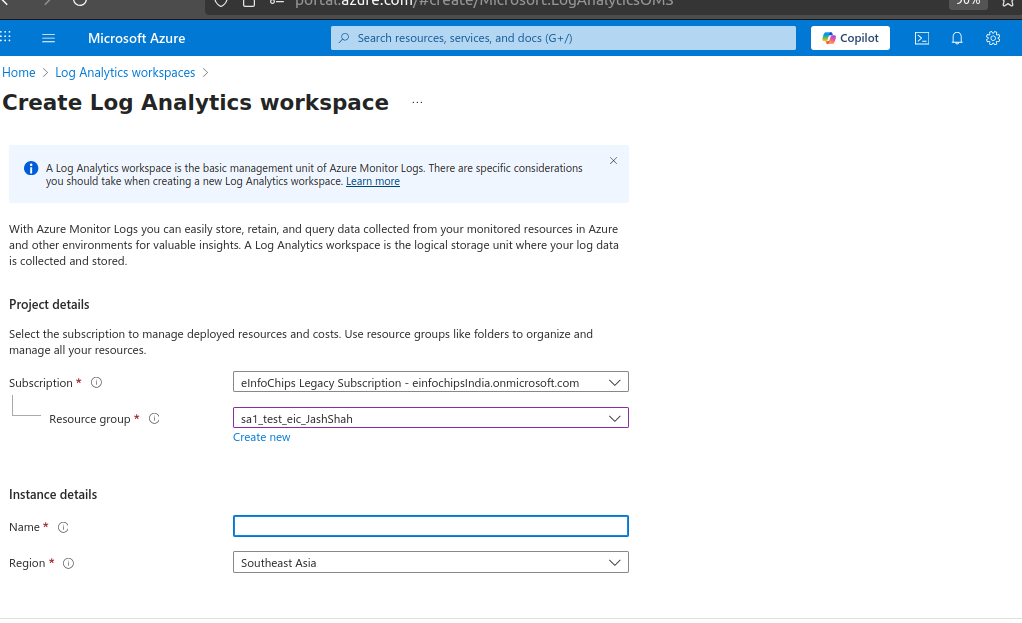 portal.azure.com/#create/Microsoft.LogAnalyticsOMS
90%
Microsoft Azure
Search resources, services, and docs (G+/)
Copilot
Home > Log Analytics workspaces >
Create Log Analytics workspace ...
A Log Analytics workspace is the basic management unit of Azure Monitor Logs. There are specific considerations
you should take when creating a new Log Analytics workspace. Learn more
With Azure Monitor Logs you can easily store, retain, and query data collected from your monitored resources in Azure
and other environments for valuable insights. A Log Analytics workspace is the logical storage unit where your log data
is collected and stored.
Project details
Select the subscription to manage deployed resources and costs. Use resource groups like folders to organize and
manage all your resources.
Subscription *
eInfoChips Legacy Subscription - einfochipsIndia.onmicrosoft.com
Resource group *
sa1_test_eic_JashShah
Create new
Instance details
Name *
Region *
Southeast Asia